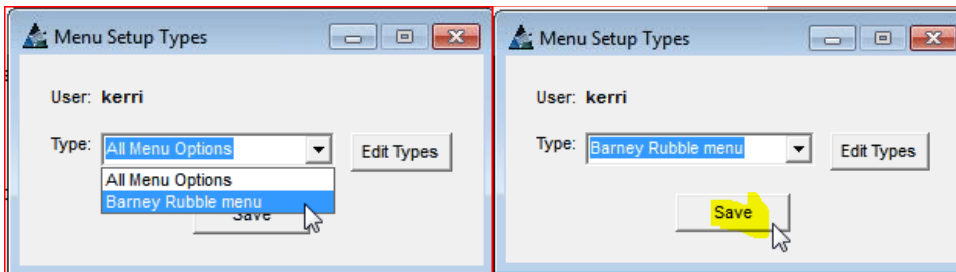 Menu Setup Types
User: kerri
Type: All Menu Options Edit Types
All Menu Options
Barney Rubble menu
Save
Menu Setup Types
User: kerri
Type: Barney Rubble menu Edit Types
Save